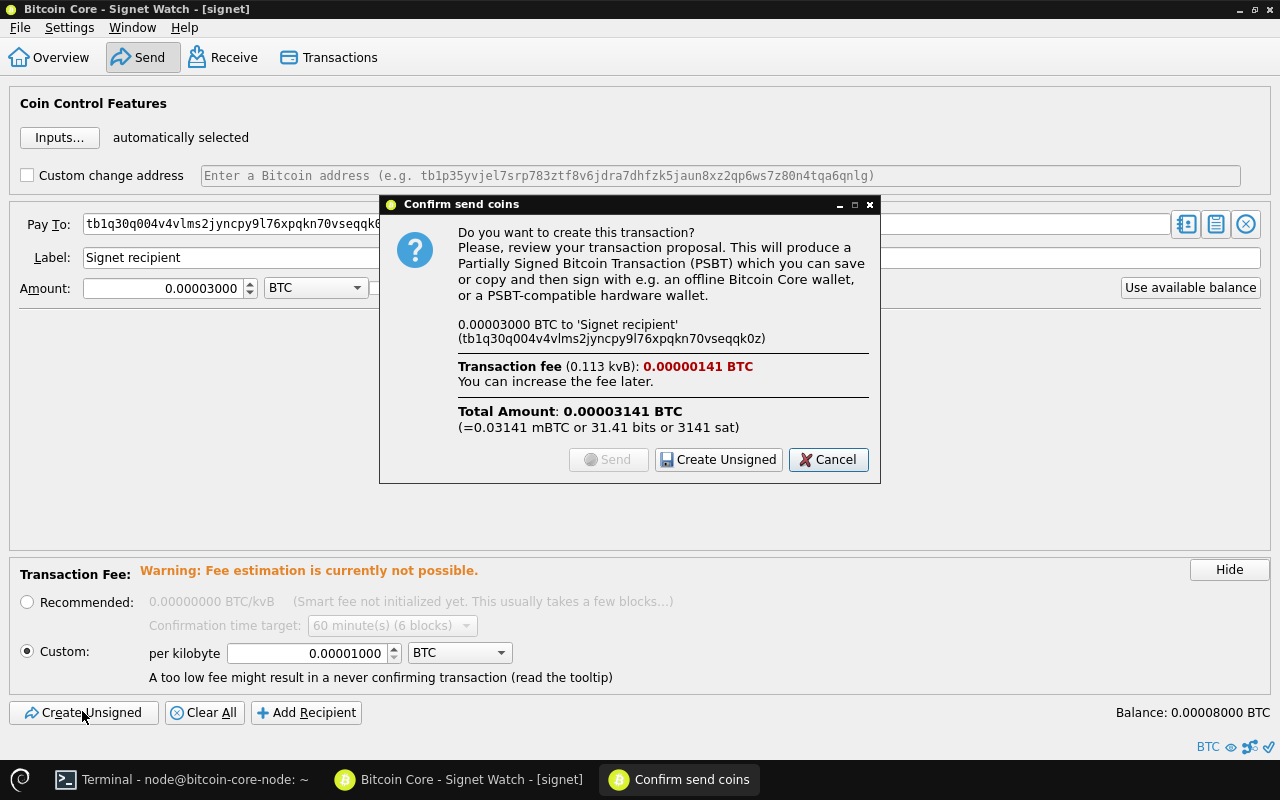 Bitcoin Core - Signet Watch - [signet]
File Settings Window Help
Overview Send Receive Transactions
Coin Control Features
Inputs... automatically selected
Custom change address Enter a Bitcoin address (e.g. tb1p35yvjel7srp783ztf8v6jdra7dhfzk5jaun8xz2qp6ws7z80n4tqa6qnlg)
Pay To: tb1q30q004v4vlms2jyncpy9l76xpqkn70vseqqk0
Label: Signet recipient
Amount: 0.00003000 BTC Use available balance
Confirm send coins
Do you want to create this transaction?
Please, review your transaction proposal. This will produce a
Partially Signed Bitcoin Transaction (PSBT) which you can save
or copy and then sign with e.g. an offline Bitcoin Core wallet,
or a PSBT-compatible hardware wallet.
0.00003000 BTC to 'Signet recipient'
(tb1q30q004v4vlms2jyncpy9l76xpqkn70vseqqk0z)
Transaction fee (0.113 kvB): 0.00000141 BTC
You can increase the fee later.
Total Amount: 0.00003141 BTC
(=0.03141 mBTC or 31.41 bits or 3141 sat)
Send Create Unsigned Cancel
Transaction Fee: Warning: Fee estimation is currently not possible. Hide
Recommended: 0.00000000 BTC/kvB (Smart fee not initialized yet. This usually takes a few blocks...)
Confirmation time target: 60 minute(s) (6 blocks)
Custom: per kilobyte 0.00001000 BTC
A too low fee might result in a never confirming transaction (read the tooltip)
Create Unsigned Clear All Add Recipient Balance: 0.00008000 BTC
BTC
Terminal - node@bitcoin-core-node: ~ Bitcoin Core - Signet Watch - [signet] Confirm send coins